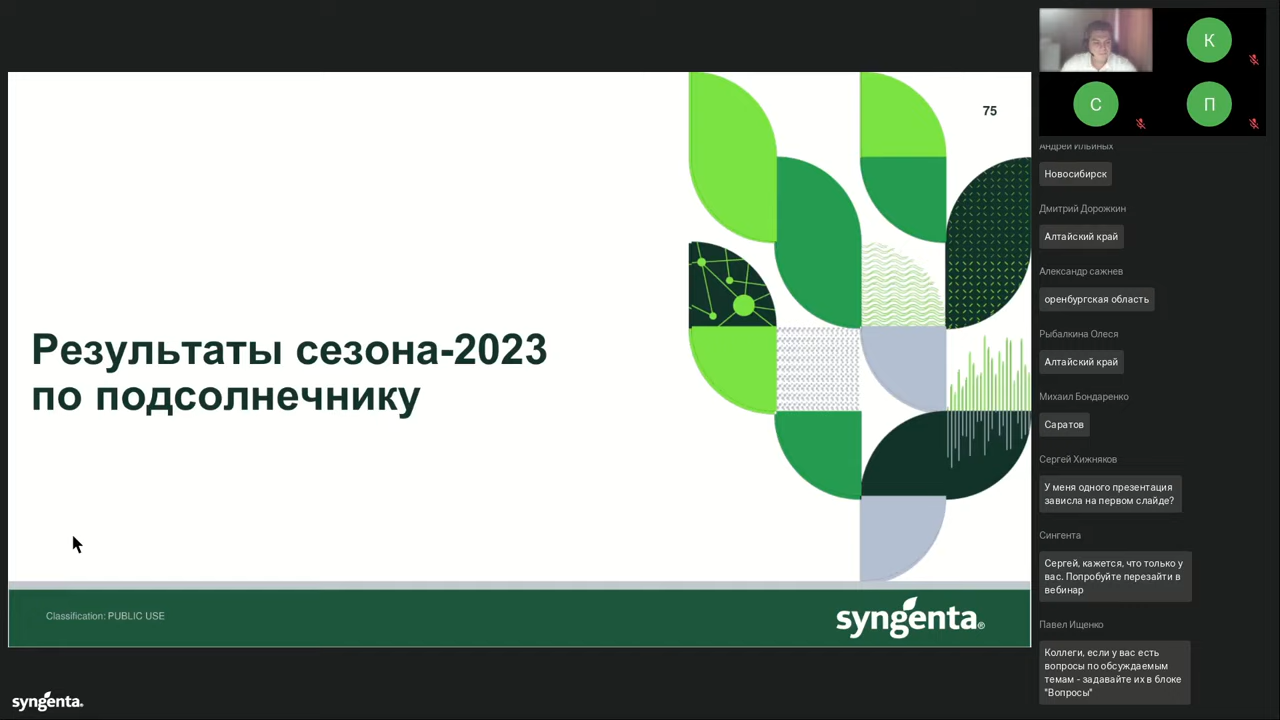 75
Результаты сезона-2023
по подсолнечнику
Classification: PUBLIC USE
syngenta®
syngenta.
К
С
П
Андрей Ильиных
Новосибирск
Дмитрий Дорожкин
Алтайский край
Александр сажнев
оренбургская область
Рыбалкина Олеся
Алтайский край
Михаил Бондаренко
Саратов
Сергей Хижняков
У меня одного презентация
зависла на первом слайде?
Сингента
Сергей, кажется, что только у
вас. Попробуйте перезайти в
вебинар
Павел Ищенко
Коллеги, если у вас есть
вопросы по обсуждаемым
темам - задавайте их в блоке
"Вопросы"